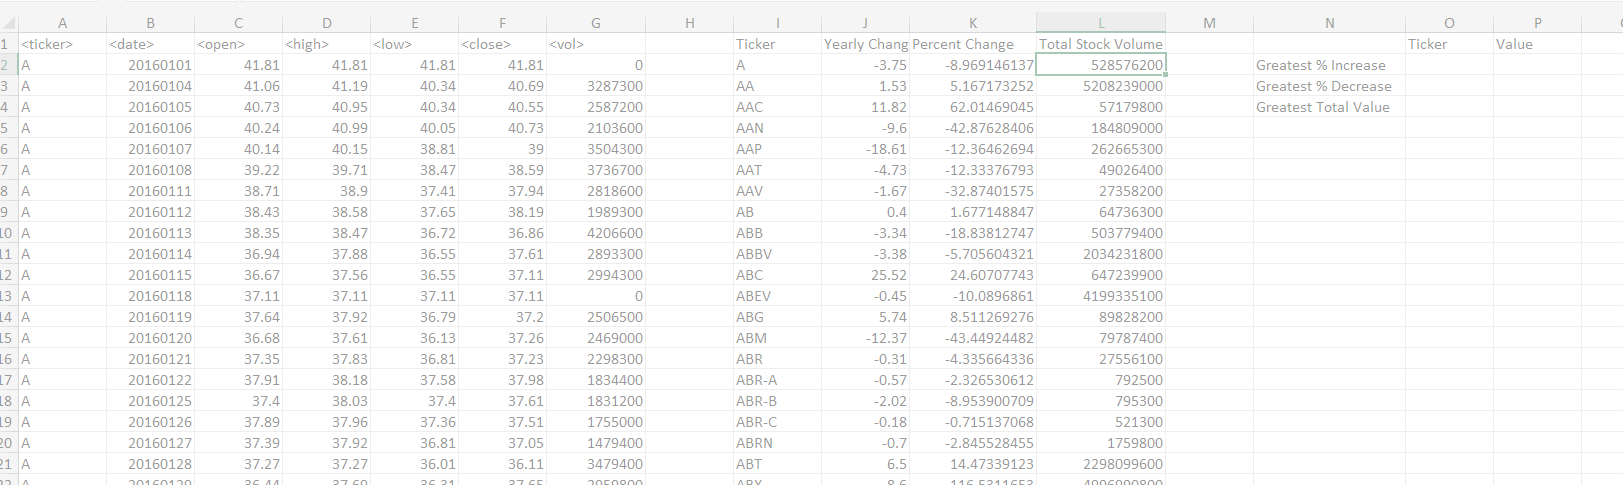 A B C D E F G H I J K L M N O P
1 <ticker> <date> <open> <high> <low> <close> <vol> Ticker Yearly Chang Percent Change Total Stock Volume Ticker Value
2 A 20160101 41.81 41.81 41.81 41.81 0 A -3.75 -8.969146137 528576200 Greatest % Increase
3 A 20160104 41.06 41.19 40.34 40.69 3287300 AA 1.53 5.167173252 5208239000 Greatest % Decrease
4 A 20160105 40.73 40.95 40.34 40.55 2587200 AAC 11.82 62.01469045 57179800 Greatest Total Value
5 A 20160106 40.24 40.99 40.05 40.73 2103600 AAN -9.6 -42.87628406 184809000
6 A 20160107 40.14 40.15 38.81 39 3504300 AAP -18.61 -12.36462694 262665300
7 A 20160108 39.22 39.71 38.47 38.59 3736700 AAT -4.73 -12.33376793 49026400
8 A 20160111 38.71 38.9 37.41 37.94 2818600 AAV -1.67 -32.87401575 27358200
9 A 20160112 38.43 38.58 37.65 38.19 1989300 AB 0.4 1.677148847 64736300
10 A 20160113 38.35 38.47 36.72 36.86 4206600 ABB -3.34 -18.83812747 503779400
11 A 20160114 36.94 37.88 36.55 37.61 2893300 ABBV -3.38 -5.705604321 2034231800
12 A 20160115 36.67 37.56 36.55 37.11 2994300 ABC 25.52 24.60707743 647239900
13 A 20160118 37.11 37.11 37.11 37.11 0 ABEV -0.45 -10.0896861 4199335100
14 A 20160119 37.64 37.92 36.79 37.2 2506500 ABG 5.74 8.511269276 89828200
15 A 20160120 36.68 37.61 36.13 37.26 2469000 ABM -12.37 -43.44924482 79787400
16 A 20160121 37.35 37.83 36.81 37.23 2298300 ABR -0.31 -4.335664336 27556100
17 A 20160122 37.91 38.18 37.58 37.98 1834400 ABR-A -0.57 -2.326530612 792500
18 A 20160125 37.4 38.03 37.4 37.61 1831200 ABR-B -2.02 -8.953900709 795300
19 A 20160126 37.89 37.96 37.36 37.51 1755000 ABR-C -0.18 -0.715137068 521300
20 A 20160127 37.39 37.92 36.81 37.05 1479400 ABRN -0.7 -2.845528455 1759800
21 A 20160128 37.27 37.27 36.01 36.11 3479400 ABT 6.5 14.47339123 2298099600